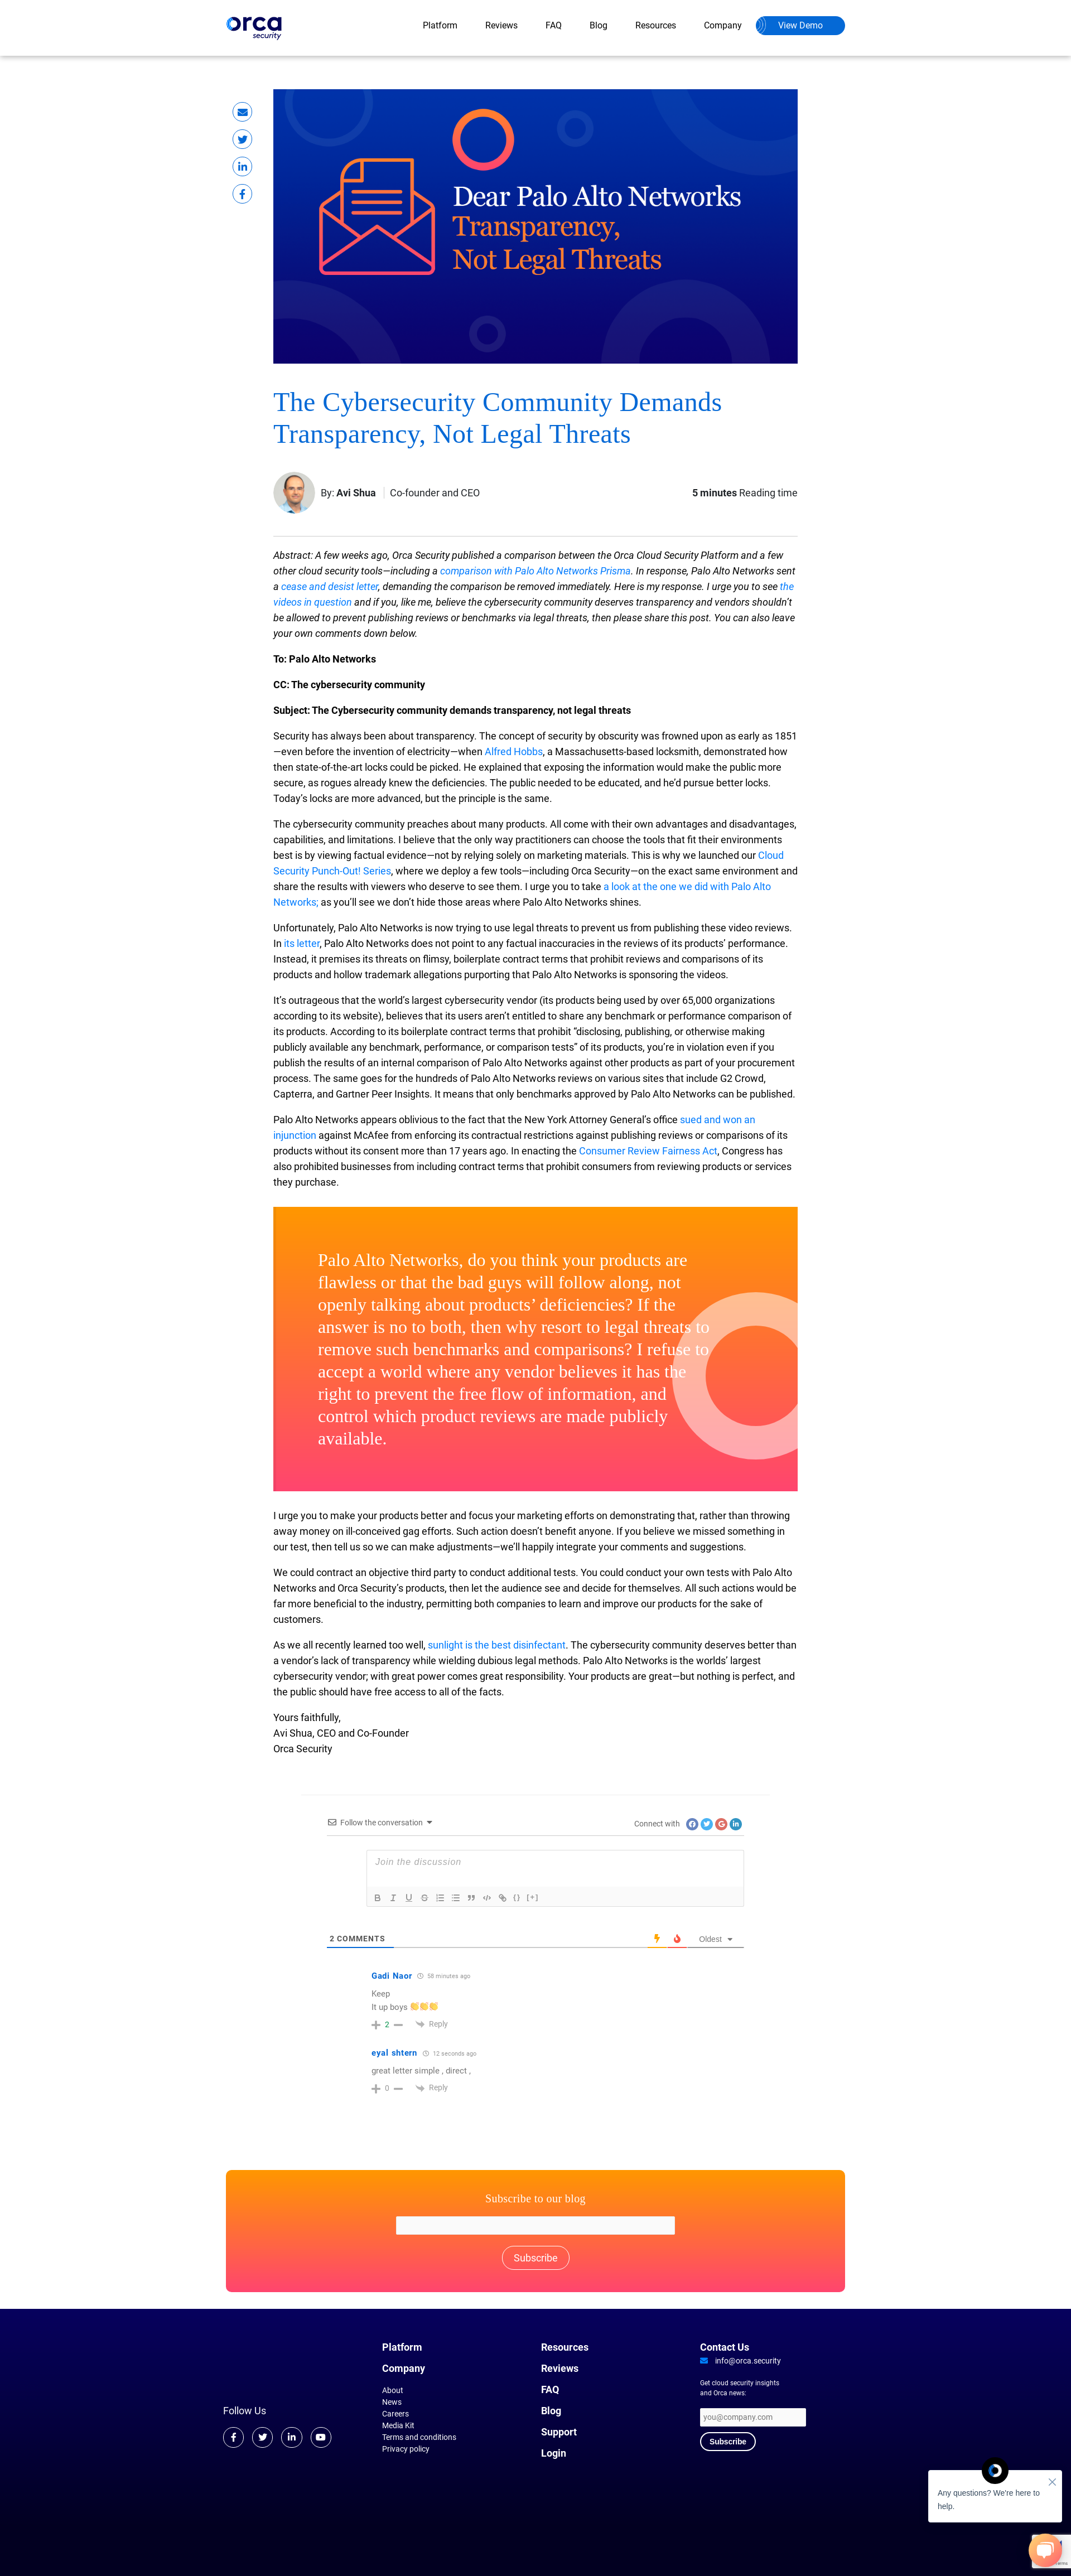 orca
security
Platform
Reviews
FAQ
Blog
Resources
Company
View Demo
Dear Palo Alto Networks
Transparency,
Not Legal Threats
The Cybersecurity Community Demands
Transparency, Not Legal Threats
By: Avi Shua
Co-founder and CEO
5 minutes Reading time
Abstract: A few weeks ago, Orca Security published a comparison between the Orca Cloud Security Platform and a few
other cloud security tools—including a comparison with Palo Alto Networks Prisma. In response, Palo Alto Networks sent
a cease and desist letter, demanding the comparison be removed immediately. Here is my response. I urge you to see the
videos in question and if you, like me, believe the cybersecurity community deserves transparency and vendors shouldn't
be allowed to prevent publishing reviews or benchmarks via legal threats, then please share this post. You can also leave
your own comments down below.
To: Palo Alto Networks
CC: The cybersecurity community
Subject: The Cybersecurity community demands transparency, not legal threats
Security has always been about transparency. The concept of security by obscurity was frowned upon as early as 1851
—even before the invention of electricity—when Alfred Hobbs, a Massachusetts-based locksmith, demonstrated how
then state-of-the-art locks could be picked. He explained that exposing the information would make the public more
secure, as rogues already knew the deficiencies. The public needed to be educated, and he'd pursue better locks.
Today's locks are more advanced, but the principle is the same.
The cybersecurity community preaches about many products. All come with their own advantages and disadvantages,
capabilities, and limitations. I believe that the only way practitioners can choose the tools that fit their environments
best is by viewing factual evidence—not by relying solely on marketing materials. This is why we launched our Cloud
Security Punch-Out! Series, where we deploy a few tools—including Orca Security—on the exact same environment and
share the results with viewers who deserve to see them. I urge you to take a look at the one we did with Palo Alto
Networks; as you'll see we don't hide those areas where Palo Alto Networks shines.
Unfortunately, Palo Alto Networks is now trying to use legal threats to prevent us from publishing these video reviews.
In its letter, Palo Alto Networks does not point to any factual inaccuracies in the reviews of its products' performance.
Instead, it premises its threats on flimsy, boilerplate contract terms that prohibit reviews and comparisons of its
products and hollow trademark allegations purporting that Palo Alto Networks is sponsoring the videos.
It's outrageous that the world's largest cybersecurity vendor (its products being used by over 65,000 organizations
according to its website), believes that its users aren't entitled to share any benchmark or performance comparison of
its products. According to its boilerplate contract terms that prohibit "disclosing, publishing, or otherwise making
publicly available any benchmark, performance, or comparison tests" of its products, you're in violation even if you
publish the results of an internal comparison of Palo Alto Networks against other products as part of your procurement
process. The same goes for the hundreds of Palo Alto Networks reviews on various sites that include G2 Crowd,
Capterra, and Gartner Peer Insights. It means that only benchmarks approved by Palo Alto Networks can be published.
Palo Alto Networks appears oblivious to the fact that the New York Attorney General's office sued and won an
injunction against McAfee from enforcing its contractual restrictions against publishing reviews or comparisons of its
products without its consent more than 17 years ago. In enacting the Consumer Review Fairness Act, Congress has
also prohibited businesses from including contract terms that prohibit consumers from reviewing products or services
they purchase.
Palo Alto Networks, do you think your products are
flawless or that the bad guys will follow along, not
openly talking about products' deficiencies? If the
answer is no to both, then why resort to legal threats to
remove such benchmarks and comparisons? I refuse to
accept a world where any vendor believes it has the
right to prevent the free flow of information, and
control which product reviews are made publicly
available.
I urge you to make your products better and focus your marketing efforts on demonstrating that, rather than throwing
away money on ill-conceived gag efforts. Such action doesn't benefit anyone. If you believe we missed something in
our test, then tell us so we can make adjustments—we'll happily integrate your comments and suggestions.
We could contract an objective third party to conduct additional tests. You could conduct your own tests with Palo Alto
Networks and Orca Security's products, then let the audience see and decide for themselves. All such actions would be
far more beneficial to the industry, permitting both companies to learn and improve our products for the sake of
customers.
As we all recently learned too well, sunlight is the best disinfectant. The cybersecurity community deserves better than
a vendor's lack of transparency while wielding dubious legal methods. Palo Alto Networks is the worlds' largest
cybersecurity vendor; with great power comes great responsibility. Your products are great—but nothing is perfect, and
the public should have free access to all of the facts.
Yours faithfully,
Avi Shua, CEO and Co-Founder
Orca Security
Follow the conversation
Connect with
Join the discussion
{} [+]
2 COMMENTS
Oldest
Gadi Naor 58 minutes ago
Keep
It up boys 👏👏👏
2 Reply
eyal shtern 12 seconds ago
great letter simple , direct ,
0 Reply
Subscribe to our blog
Subscribe
Follow Us
Platform
Company
About
News
Careers
Media Kit
Terms and conditions
Privacy policy
Resources
Reviews
FAQ
Blog
Support
Login
Contact Us
info@orca.security
Get cloud security insights
and Orca news:
you@company.com
Subscribe
Any questions? We're here to
help.